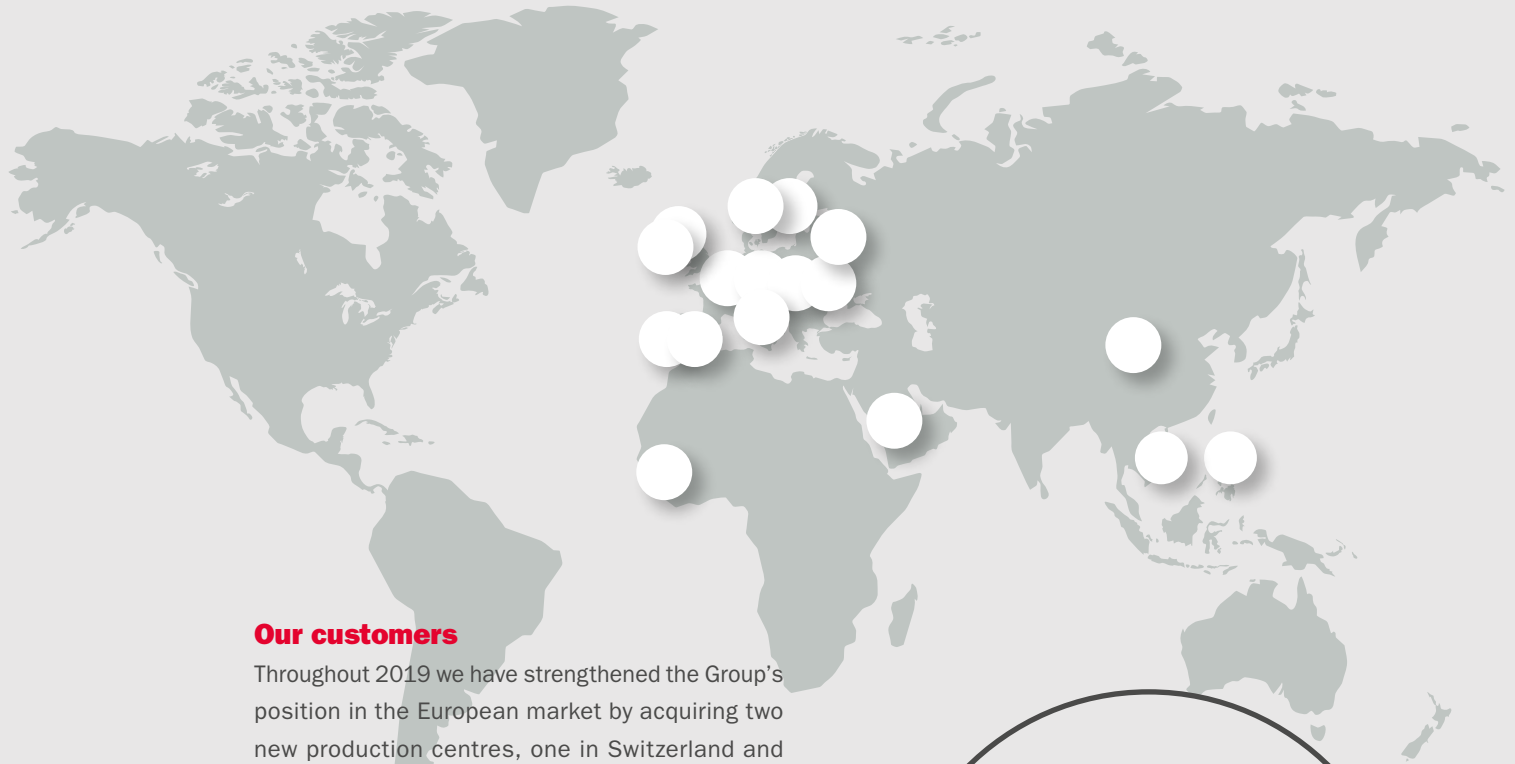 Our customers
Throughout 2019 we have strengthened the Group’s
position in the European market by acquiring two
new production centres, one in Switzerland and